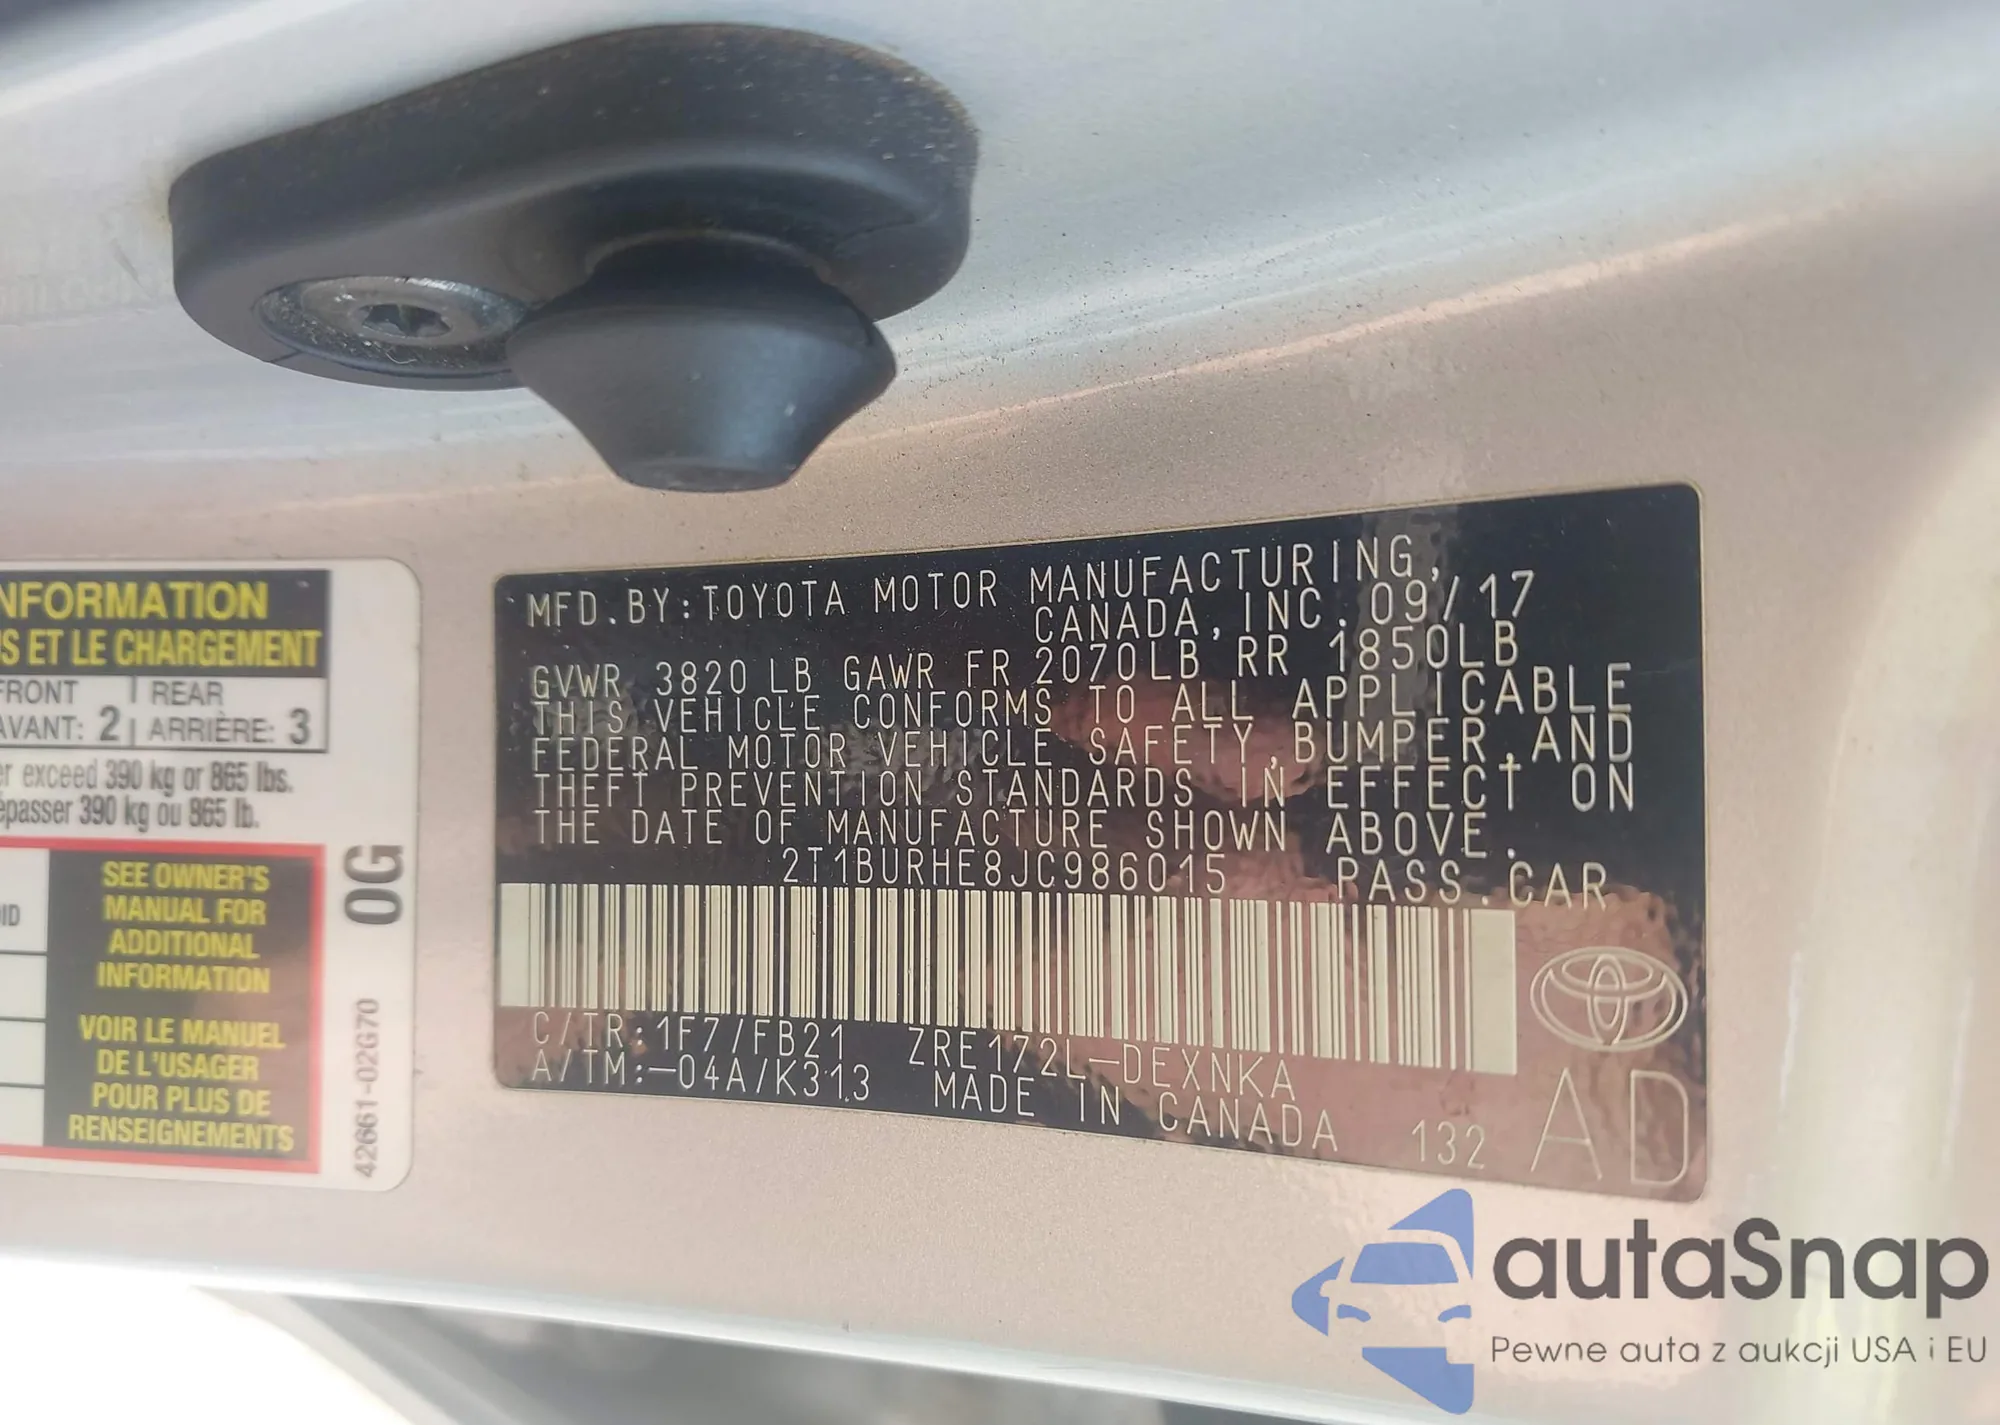 NFORMATION
US ET LE CHARGEMENT
FRONT REAR
AVANT: 2 ARRIÈRE: 3
er exceed 390 kg or 865 lbs.
épasser 390 kg ou 865 lb.
SEE OWNER'S
MANUAL FOR
ADDITIONAL
INFORMATION
VOIR LE MANUEL
DE L'USAGER
POUR PLUS DE
RENSEIGNEMENTS
0G
42661-02G70
MFD.BY:TOYOTA MOTOR MANUFACTURING,
CANADA,INC.09/17
GVWR 3820LB GAWR FR 2070LB RR 1850LB
THIS VEHICLE CONFORMS TO ALL APPLICABLE
FEDERAL MOTOR VEHICLE SAFETY,BUMPER,AND
THEFT PREVENTION STANDARDS IN EFFECT ON
THE DATE OF MANUFACTURE SHOWN ABOVE.
2T1BURHE8JC986015 PASS.CAR
C/TR:1F7/FB21 ZRE172L-DEXNKA
A/TM:-04A/K313 MADE IN CANADA 132
AD
autaSnap
Pewne auta z aukcji USA i EU